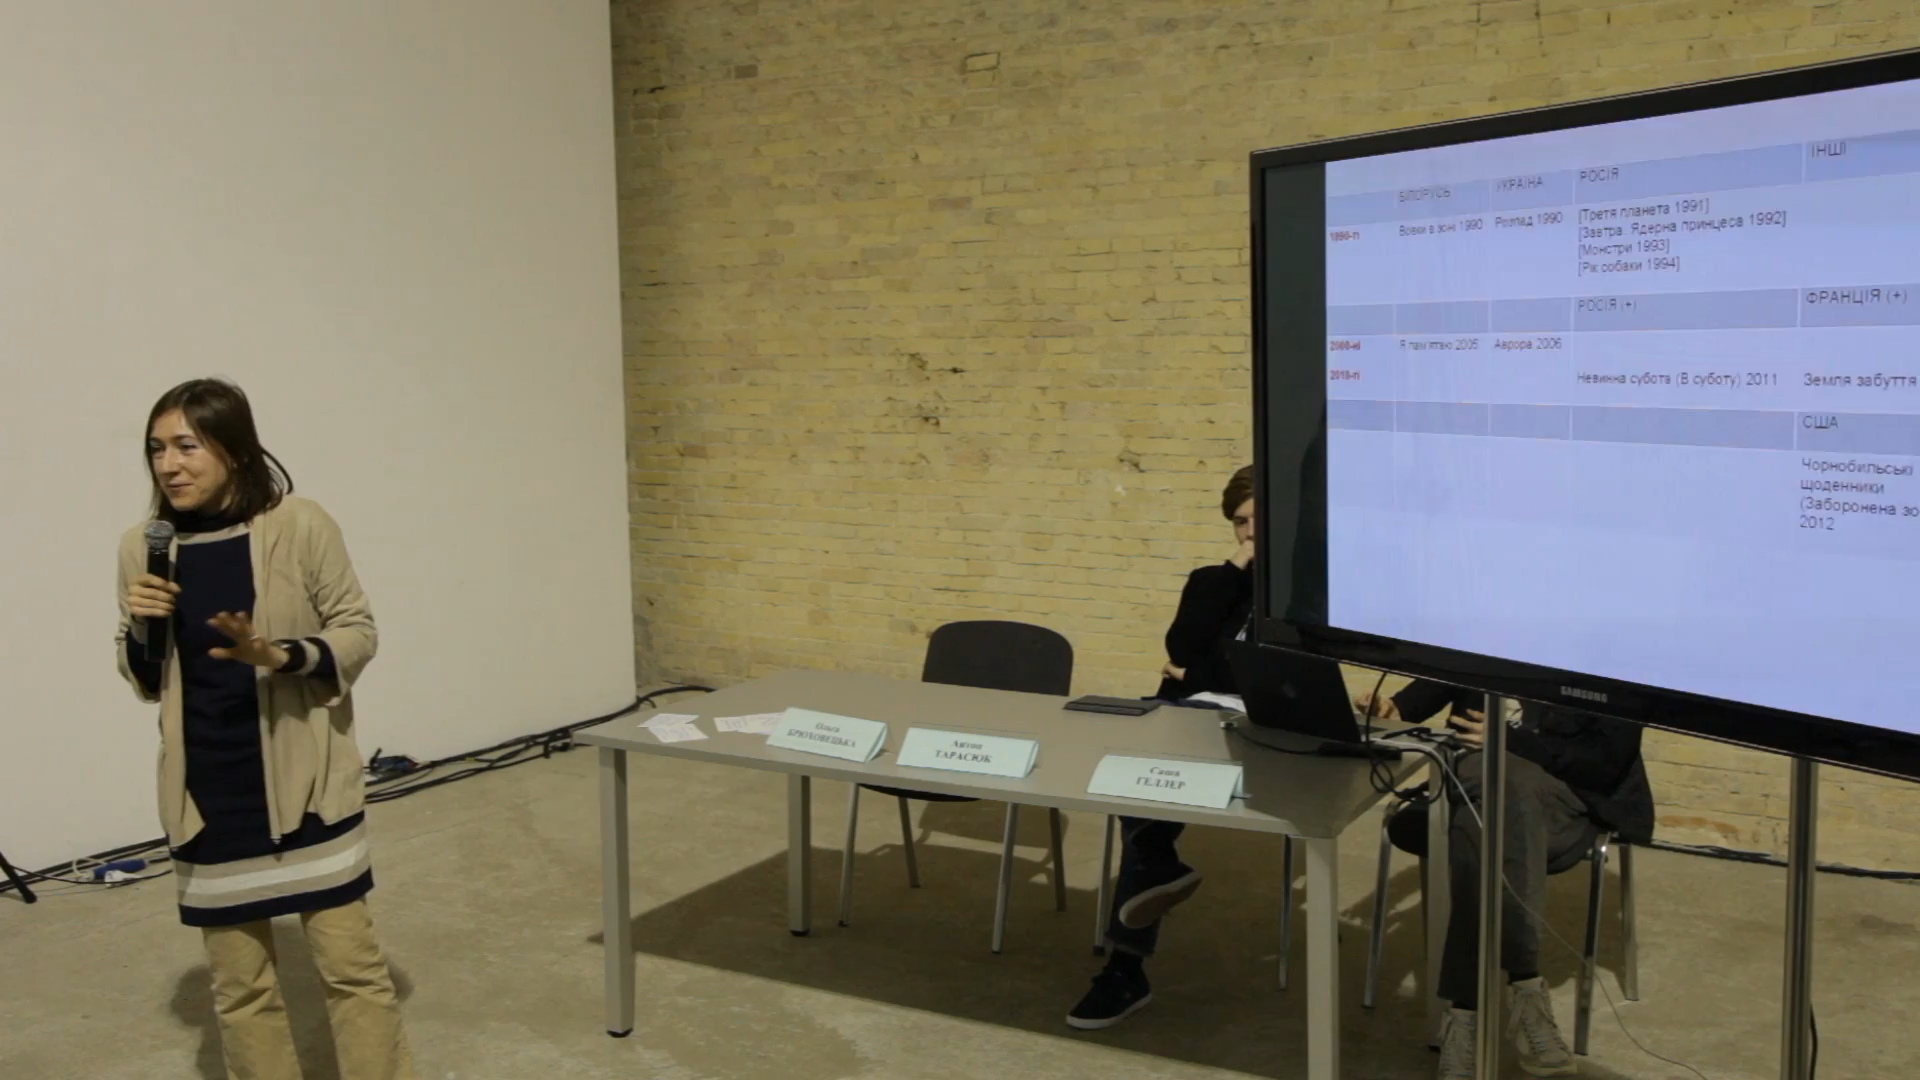 ІНШІ
БІЛОРУСЬ УКРАЇНА РОСІЯ
1990-ті Вовки в зоні 1990 Розпад 1990 [Третя планета 1991]
[Завтра. Ядерна принцеса 1992]
[Монстри 1993]
[Рік собаки 1994]
РОСІЯ (+) ФРАНЦІЯ (+)
2000-ні Я пам'ятаю 2005 Аврора 2006
2010-ті Невинна субота (В суботу) 2011 Земля забуття
США
Чорнобильські
щоденники
(Заборонена зо
2012
SAMSUNG
Ольга
БРЮХОВЕЦЬКА
Антон
ТАРАСЮК
Саша
ГЕЛЛЕР